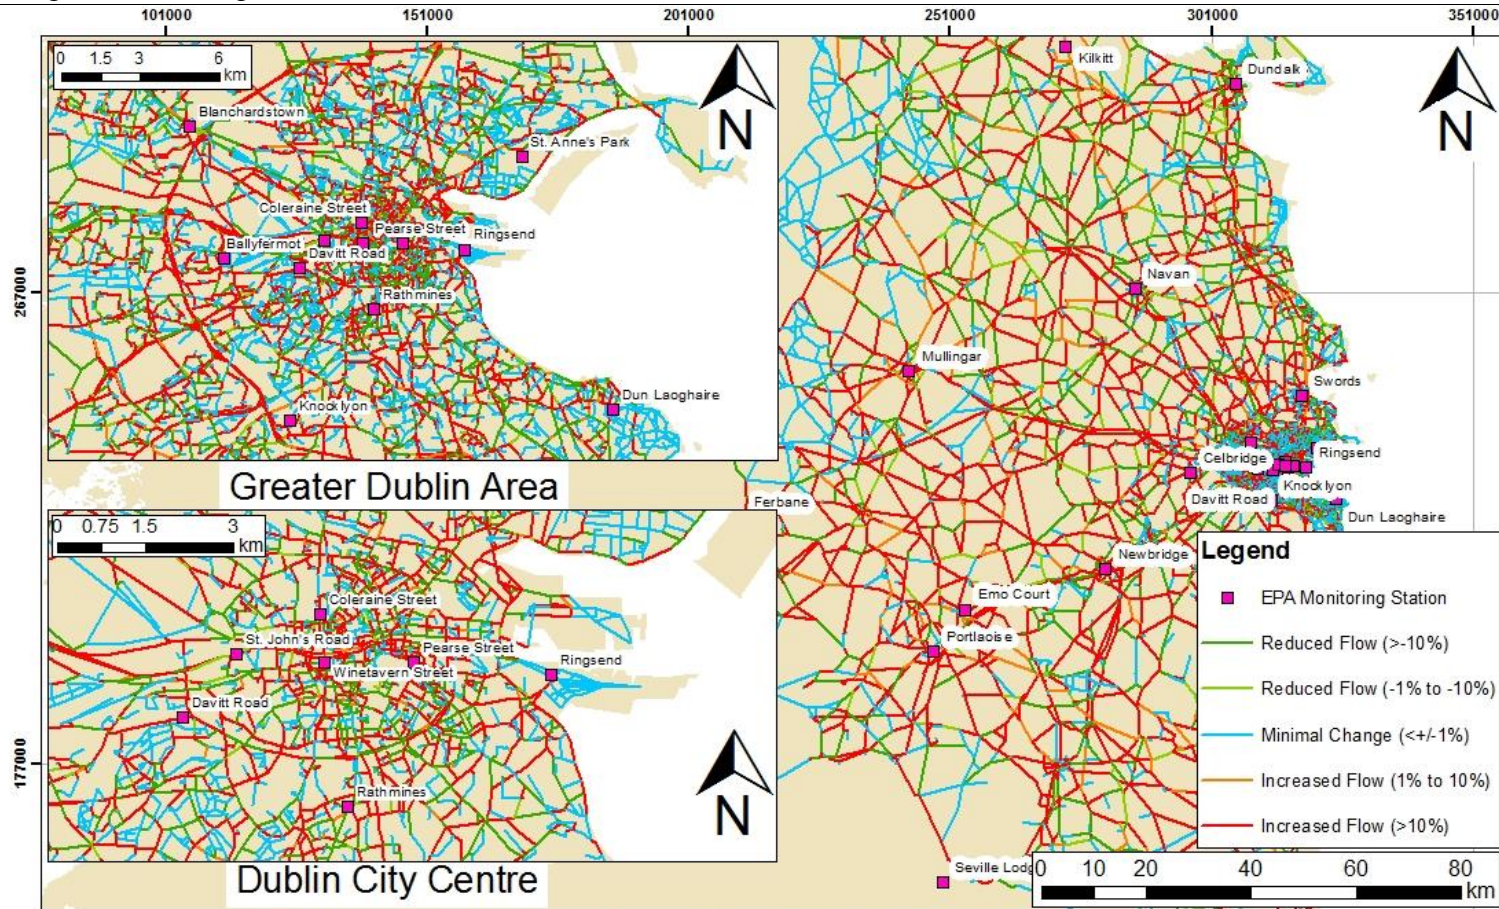 101000 151000 201000 251000 301000 351000
267000
177000
0 1.5 3 6
km
N
Blanchardstown
St. Anne's Park
Coleraine Street
Pearse Street
Ringsend
Ballyfermot
Davitt Road
Rathmines
Knocklyon
Dun Laoghaire
Greater Dublin Area
0 0.75 1.5 3
km
Coleraine Street
St. John's Road
Pearse Street
Winetavern Street
Ringsend
Davitt Road
Rathmines
N
Dublin City Centre
Kilkitt
Dundalk
N
Navan
Mullingar
Swords
Celbridge
Ringsend
Knocklyon
Davitt Road
Dun Laoghaire
Ferbane
Newbridge
Emo Court
Portlaoise
Seville Lodg
Legend
EPA Monitoring Station
Reduced Flow (>-10%)
Reduced Flow (-1% to -10%)
Minimal Change (<+/-1%)
Increased Flow (1% to 10%)
Increased Flow (>10%)
0 10 20 40 60 80
km